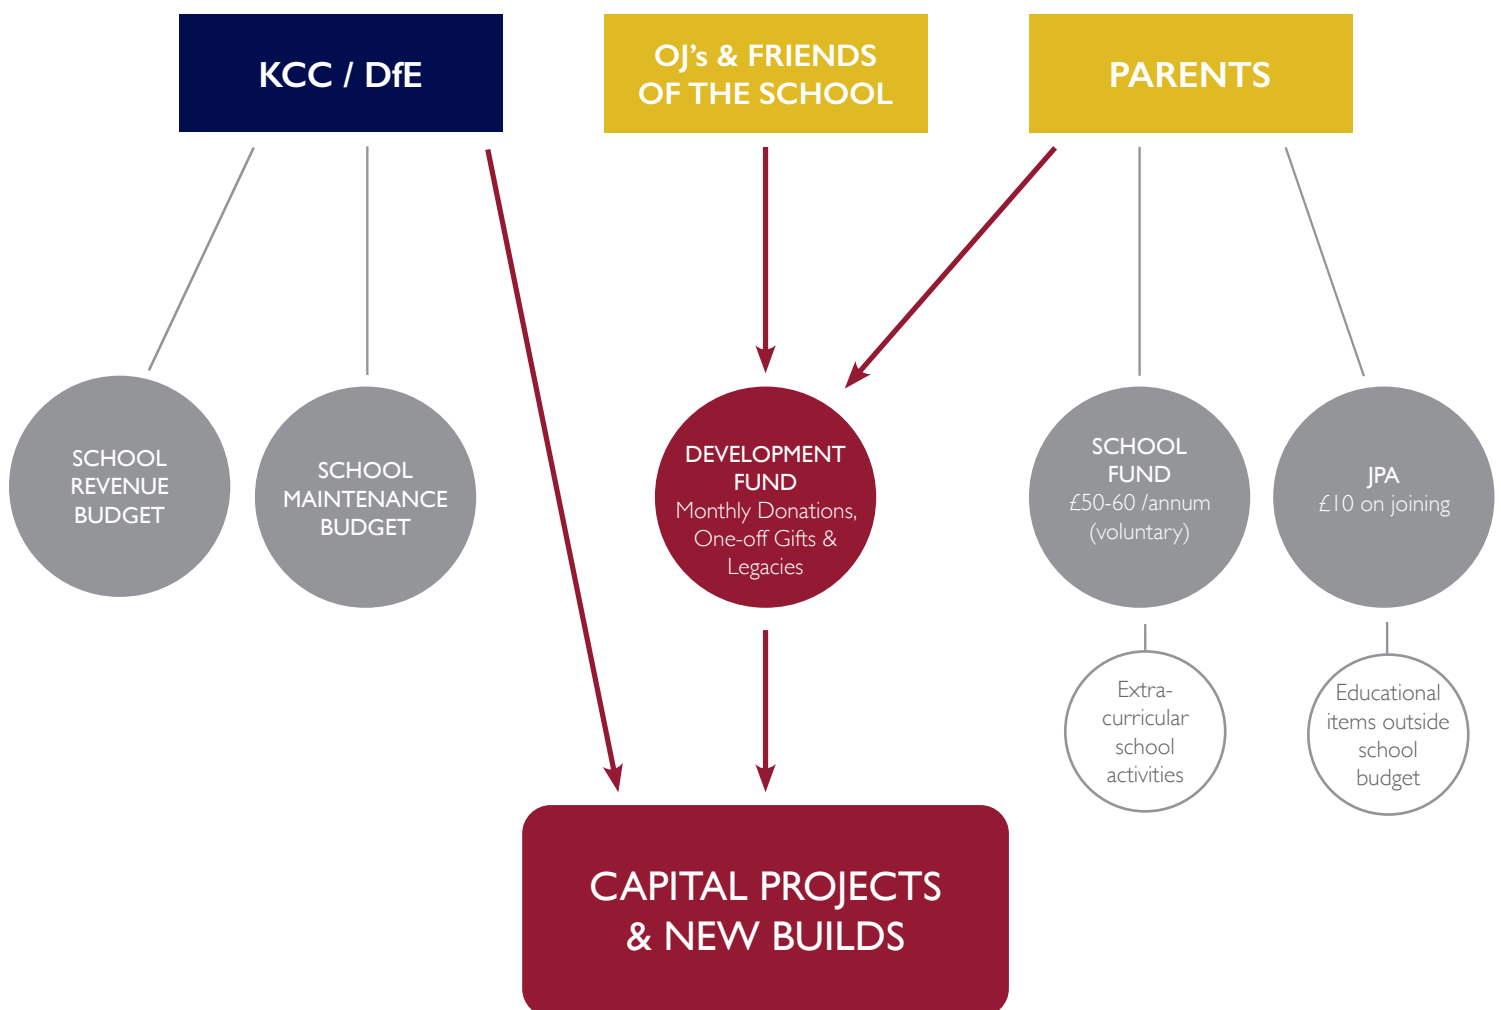 KCC / DfE
OJ's & FRIENDS
OF THE SCHOOL
PARENTS
SCHOOL
REVENUE
BUDGET
SCHOOL
MAINTENANCE
BUDGET
DEVELOPMENT
FUND
Monthly Donations,
One-off Gifts &
Legacies
SCHOOL
FUND
£50-60 /annum
(voluntary)
JPA
£10 on joining
Extra-
curricular
school
activities
Educational
items outside
school
budget
CAPITAL PROJECTS
& NEW BUILDS